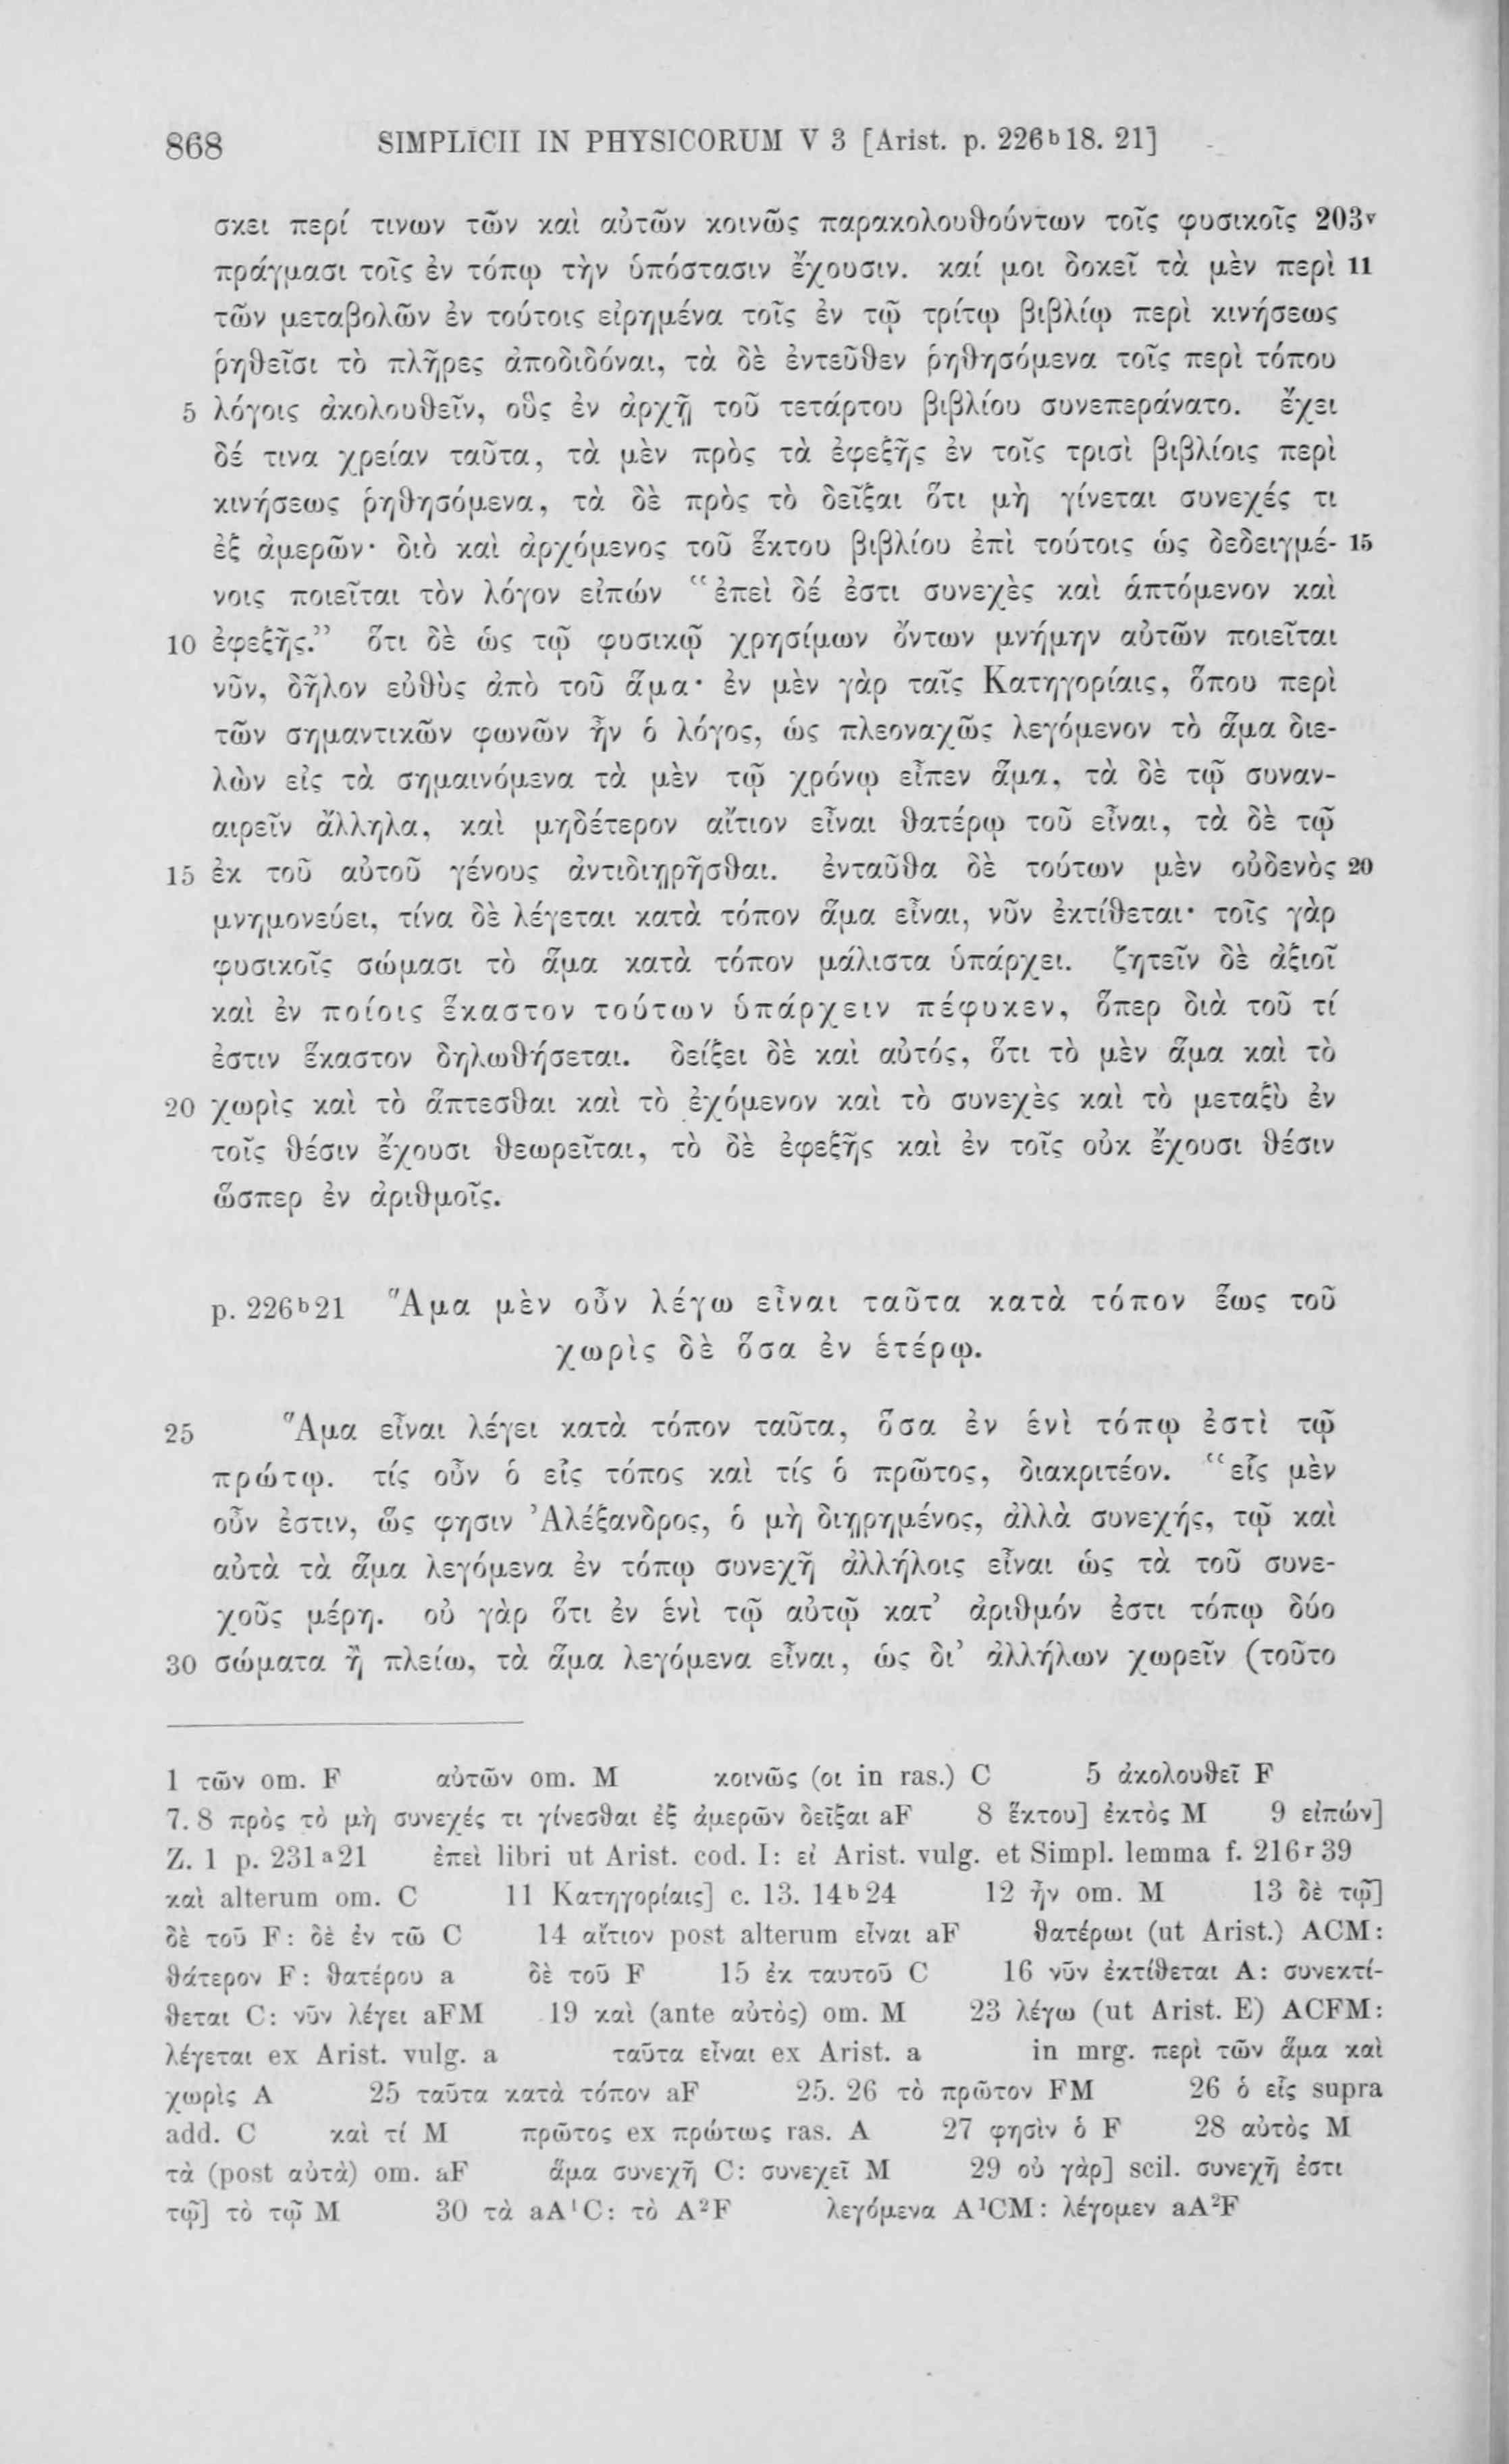 868 SIMPLICII IN PHYSICORUM V 3 [Arist. p. 226ᵇ18. 21]
σκει περί τινων τῶν καὶ αὐτῶν κοινῶς παρακολουθούντων τοῖς φυσικοῖς 203ᵛ
πράγμασι τοῖς ἐν τόπῳ τὴν ὑπόστασιν ἔχουσιν. καί μοι δοκεῖ τὰ μὲν περὶ 11
τῶν μεταβολῶν ἐν τούτοις εἰρημένα τοῖς ἐν τῷ τρίτῳ βιβλίῳ περὶ κινήσεως
ῥηθεῖσι τὸ πλῆρες ἀποδιδόναι, τὰ δὲ ἐντεῦθεν ῥηθησόμενα τοῖς περὶ τόπου
5 λόγοις ἀκολουθεῖν, οὓς ἐν ἀρχῇ τοῦ τετάρτου βιβλίου συνεπεράνατο. ἔχει
δέ τινα χρείαν ταῦτα, τὰ μὲν πρὸς τὰ ἐφεξῆς ἐν τοῖς τρισὶ βιβλίοις περὶ
κινήσεως ῥηθησόμενα, τὰ δὲ πρὸς τὸ δεῖξαι ὅτι μὴ γίνεται συνεχές τι
ἐξ ἀμερῶν· διὸ καὶ ἀρχόμενος τοῦ ἕκτου βιβλίου ἐπὶ τούτοις ὡς δεδειγμέ- 15
νοις ποιεῖται τὸν λόγον εἰπών “ἐπεὶ δέ ἐστι συνεχὲς καὶ ἁπτόμενον καὶ
10 ἐφεξῆς.” ὅτι δὲ ὡς τῷ φυσικῷ χρησίμων ὄντων μνήμην αὐτῶν ποιεῖται
νῦν, δῆλον εὐθὺς ἀπὸ τοῦ ἅμα· ἐν μὲν γὰρ ταῖς Κατηγορίαις, ὅπου περὶ
τῶν σημαντικῶν φωνῶν ἦν ὁ λόγος, ὡς πλεοναχῶς λεγόμενον τὸ ἅμα διε-
λὼν εἰς τὰ σημαινόμενα τὰ μὲν τῷ χρόνῳ εἶπεν ἅμα, τὰ δὲ τῷ συναν-
αιρεῖν ἄλληλα, καὶ μηδέτερον αἴτιον εἶναι θατέρῳ τοῦ εἶναι, τὰ δὲ τῷ
15 ἐκ τοῦ αὐτοῦ γένους ἀντιδιῃρῆσθαι. ἐνταῦθα δὲ τούτων μὲν οὐδενὸς 20
μνημονεύει, τίνα δὲ λέγεται κατὰ τόπον ἅμα εἶναι, νῦν ἐκτίθεται· τοῖς γὰρ
φυσικοῖς σώμασι τὸ ἅμα κατὰ τόπον μάλιστα ὑπάρχει. ζητεῖν δὲ ἀξιοῖ
καὶ ἐν ποίοις ἕκαστον τούτων ὑπάρχειν πέφυκεν, ὅπερ διὰ τοῦ τί
ἐστιν ἕκαστον δηλωθήσεται. δείξει δὲ καὶ αὐτός, ὅτι τὸ μὲν ἅμα καὶ τὸ
20 χωρὶς καὶ τὸ ἅπτεσθαι καὶ τὸ ἐχόμενον καὶ τὸ συνεχὲς καὶ τὸ μεταξὺ ἐν
τοῖς θέσιν ἔχουσι θεωρεῖται, τὸ δὲ ἐφεξῆς καὶ ἐν τοῖς οὐκ ἔχουσι θέσιν
ὥσπερ ἐν ἀριθμοῖς.
p. 226ᵇ21 Ἅμα μὲν οὖν λέγω εἶναι ταῦτα κατὰ τόπον ἕως τοῦ
χωρὶς δὲ ὅσα ἐν ἑτέρῳ.
25 Ἅμα εἶναι λέγει κατὰ τόπον ταῦτα, ὅσα ἐν ἑνὶ τόπῳ ἐστὶ τῷ
πρώτῳ. τίς οὖν ὁ εἷς τόπος καὶ τίς ὁ πρῶτος, διακριτέον. “εἷς μὲν
οὖν ἐστιν, ὥς φησιν Ἀλέξανδρος, ὁ μὴ διῃρημένος, ἀλλὰ συνεχής, τῷ καὶ
αὐτὰ τὰ ἅμα λεγόμενα ἐν τόπῳ συνεχῆ ἀλλήλοις εἶναι ὡς τὰ τοῦ συνε-
χοῦς μέρη. οὐ γὰρ ὅτι ἐν ἑνὶ τῷ αὐτῷ κατ’ ἀριθμόν ἐστι τόπῳ δύο
30 σώματα ἢ πλείω, τὰ ἅμα λεγόμενα εἶναι, ὡς δι’ ἀλλήλων χωρεῖν (τοῦτο
1 τῶν om. F αὐτῶν om. M κοινῶς (οι in ras.) C 5 ἀκολουθεῖ F
7. 8 πρὸς τὸ μὴ συνεχές τι γίνεσθαι ἐξ ἀμερῶν δεῖξαι aF 8 ἕκτου] ἐκτὸς M 9 εἰπών]
Z. 1 p. 231ᵃ21 ἐπεὶ libri ut Arist. cod. I: εἰ Arist. vulg. et Simpl. lemma f. 216ʳ39
καὶ alterum om. C 11 Κατηγορίαις] c. 13. 14ᵇ24 12 ἦν om. M 13 δὲ τῷ]
δὲ τοῦ F: δὲ ἐν τῶ C 14 αἴτιον post alterum εἶναι aF θατέρωι (ut Arist.) ACM:
θάτερον F: θατέρου a δὲ τοῦ F 15 ἐκ ταυτοῦ C 16 νῦν ἐκτίθεται A: συνεκτί-
θεται C: νῦν λέγει aFM 19 καὶ (ante αὐτὸς) om. M 23 λέγω (ut Arist. E) ACFM:
λέγεται ex Arist. vulg. a ταῦτα εἶναι ex Arist. a in mrg. περὶ τῶν ἅμα καὶ
χωρὶς A 25 ταῦτα κατὰ τόπον aF 25. 26 τὸ πρῶτον FM 26 ὁ εἷς supra
add. C καὶ τί M πρῶτος ex πρώτως ras. A 27 φησὶν ὁ F 28 αὐτὸς M
τὰ (post αὐτὰ) om. aF ἅμα συνεχῆ C: συνεχεῖ M 29 οὐ γὰρ] scil. συνεχῆ ἐστι
τῷ] τὸ τῷ M 30 τὰ aA¹C: τὸ A²F λεγόμενα A¹CM: λέγομεν aA²F